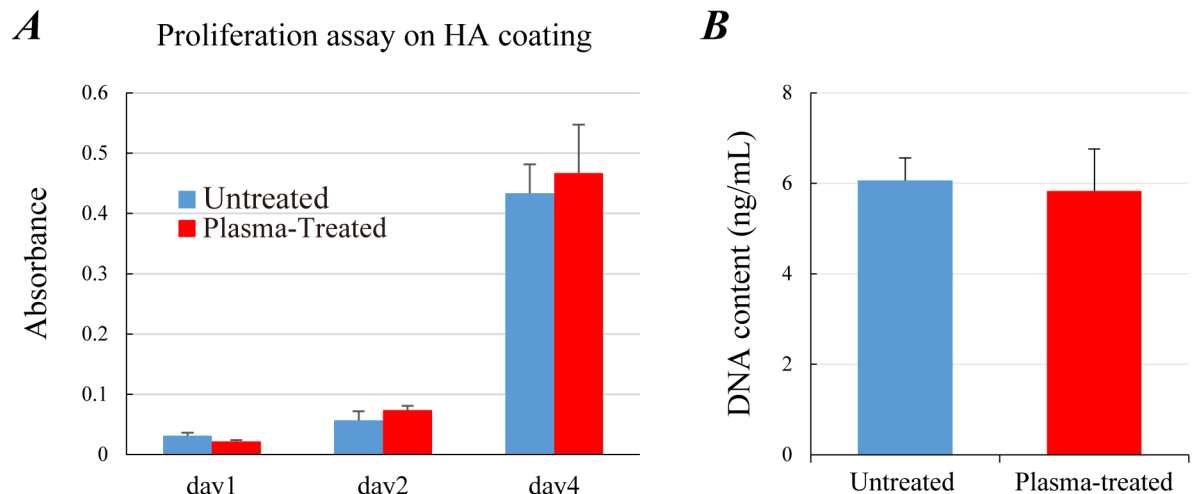 A
Proliferation assay on HA coating
Absorbance
0.6
0.5
0.4
0.3
0.2
0.1
0
Untreated
Plasma-Treated
day1
day2
day4
B
DNA content (ng/mL)
8
6
4
2
0
Untreated
Plasma-treated